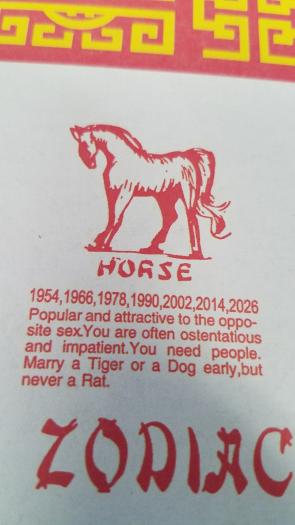 HORSE
1954,1966,1978,1990,2002,2014,2026
Popular and attractive to the oppo-
site sex.You are often ostentatious
and impatient.You need people.
Marry a Tiger or a Dog early,but
never a Rat.
ZODIAC